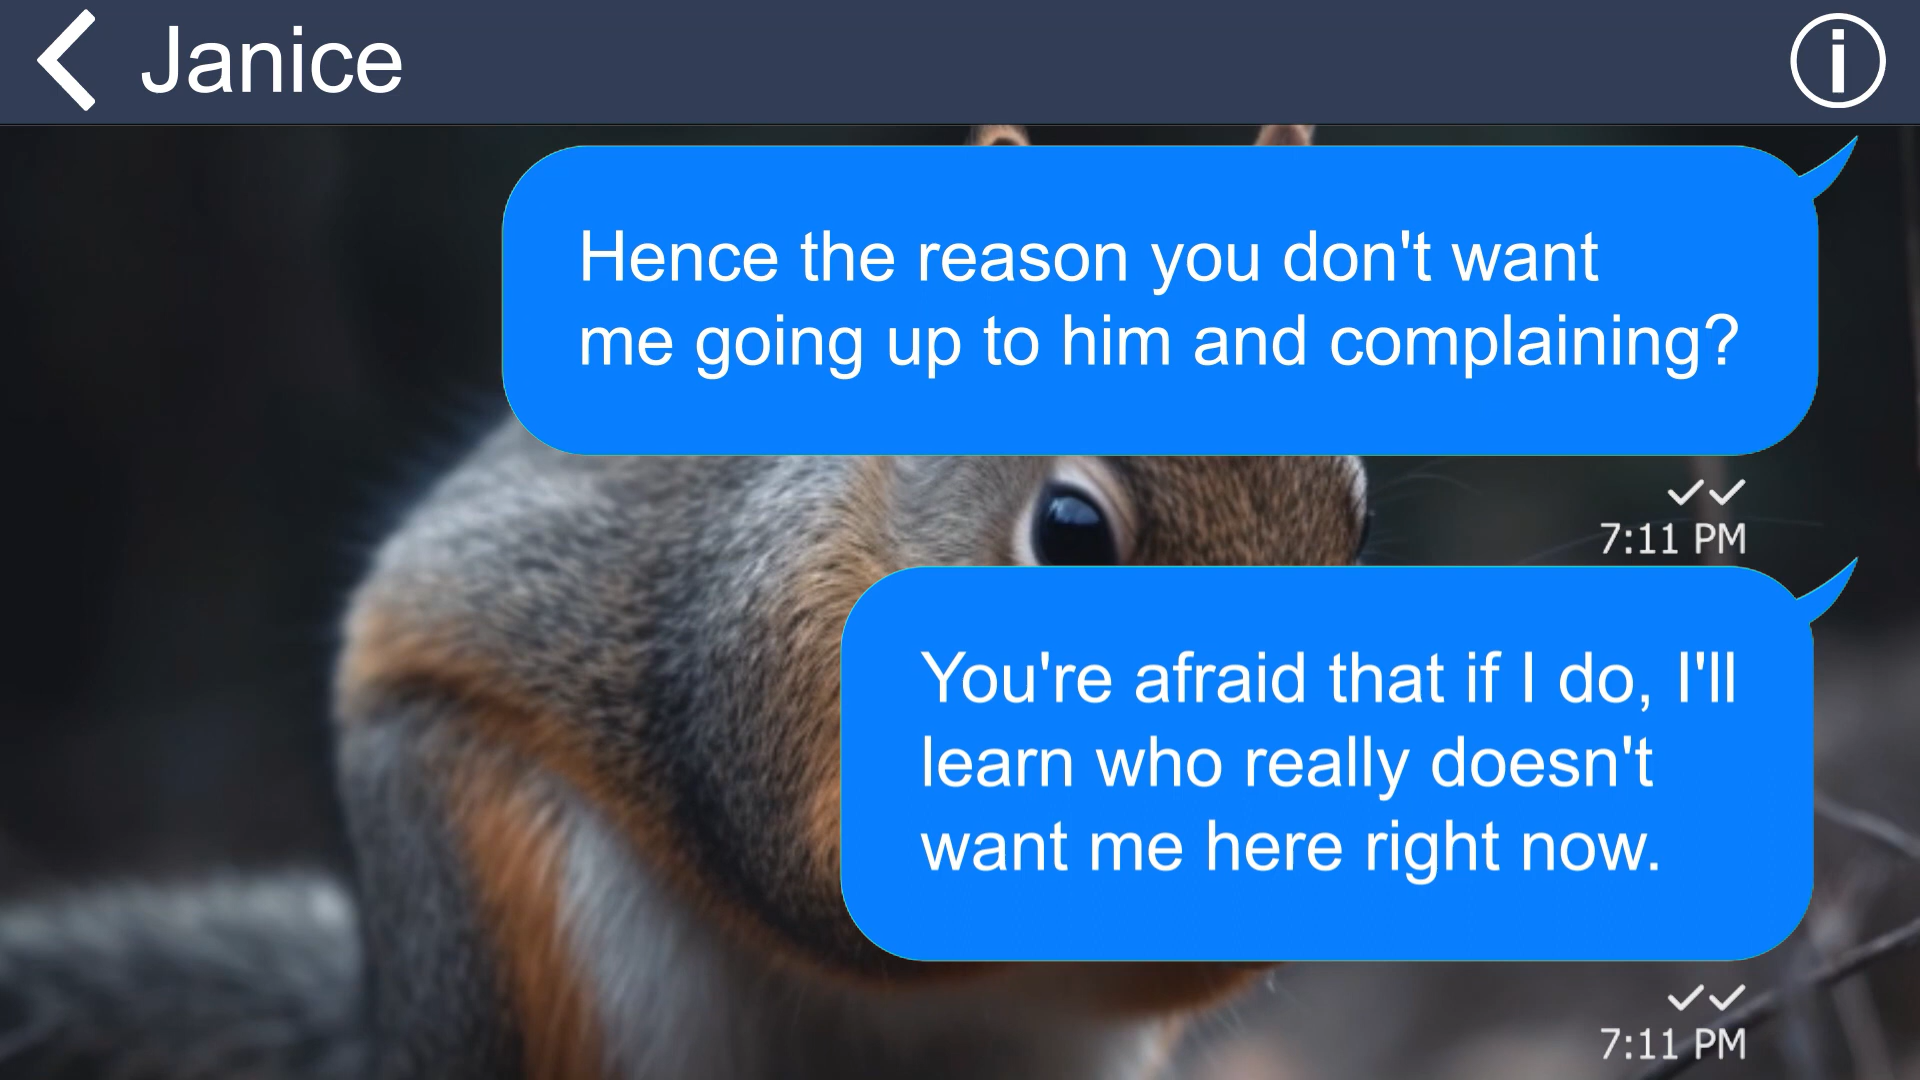 Janice
Hence the reason you don't want
me going up to him and complaining?
7:11 PM
You're afraid that if I do, I'll
learn who really doesn't
want me here right now.
7:11 PM